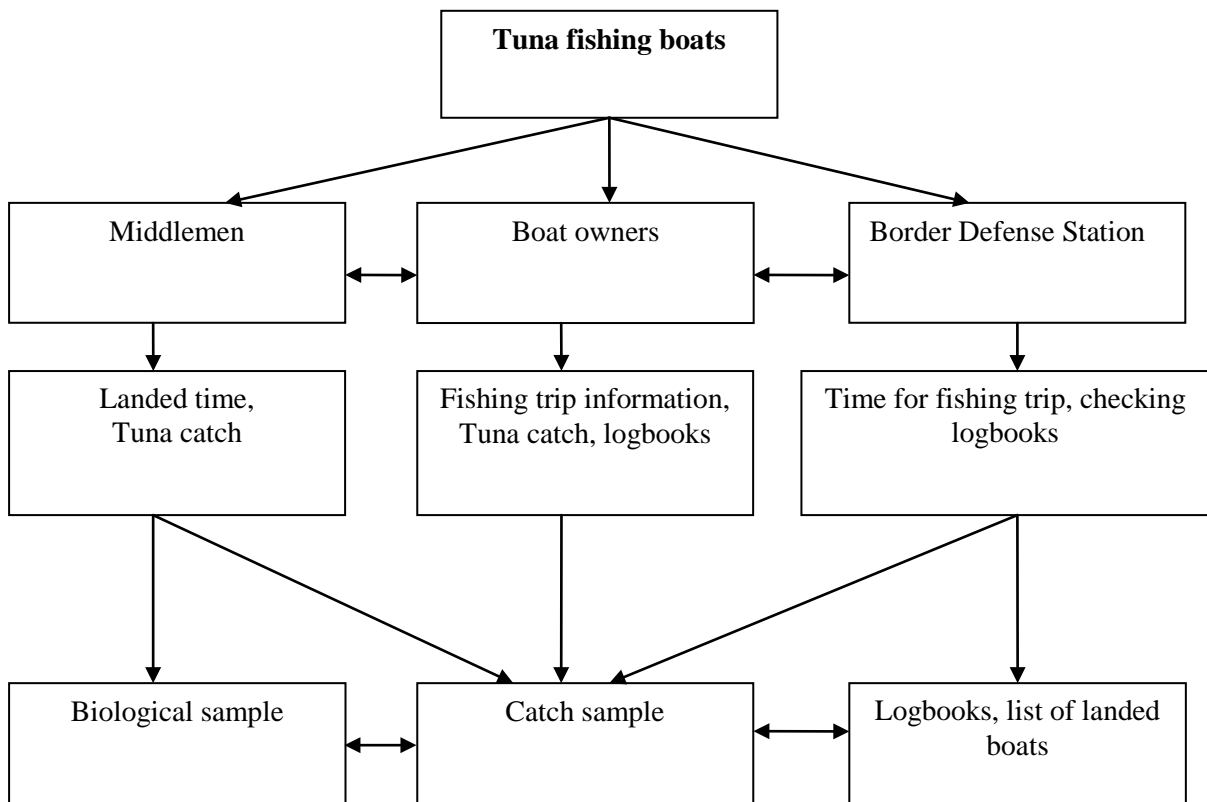 Tuna fishing boats
Middlemen
Boat owners
Border Defense Station
Landed time,
Tuna catch
Fishing trip information,
Tuna catch, logbooks
Time for fishing trip, checking
logbooks
Biological sample
Catch sample
Logbooks, list of landed
boats